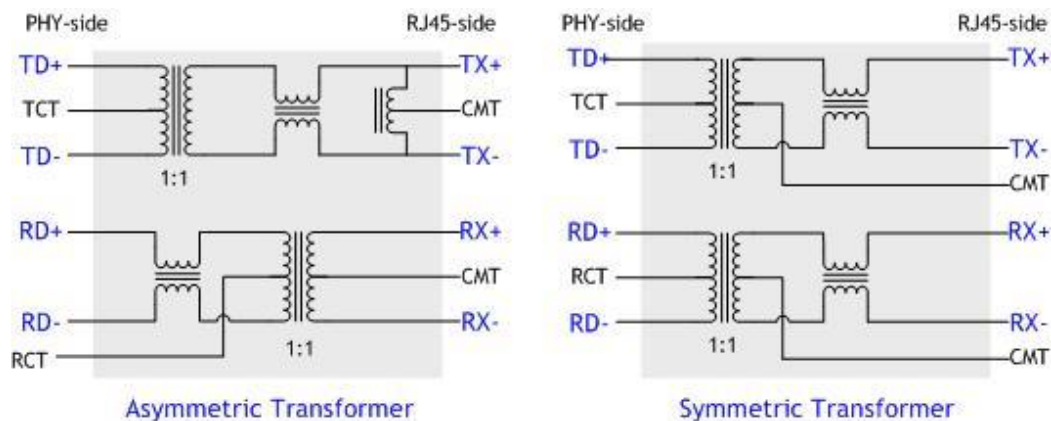 PHY-side RJ45-side
TD+ TX+
TCT CMT
TD- TX-
1:1
RD+ RX+
CMT
RD- RX-
RCT 1:1
Asymmetric Transformer
PHY-side RJ45-side
TD+ TX+
TCT
TD- TX-
1:1 CMT
RD+ RX+
RCT
RD- RX-
1:1 CMT
Symmetric Transformer